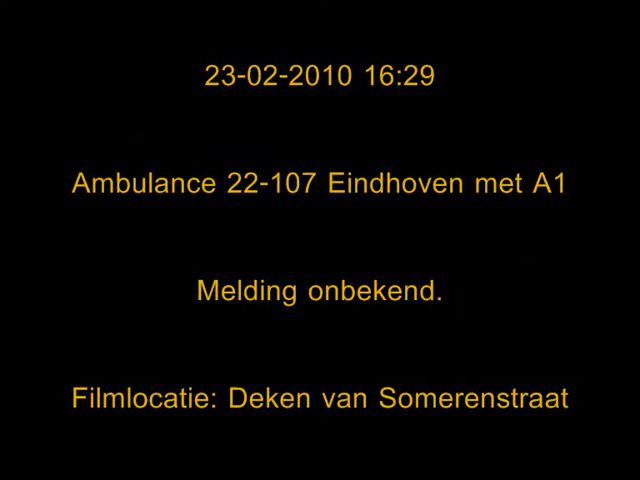 23-02-2010 16:29
Ambulance 22-107 Eindhoven met A1
Melding onbekend.
Filmlocatie: Deken van Somerenstraat